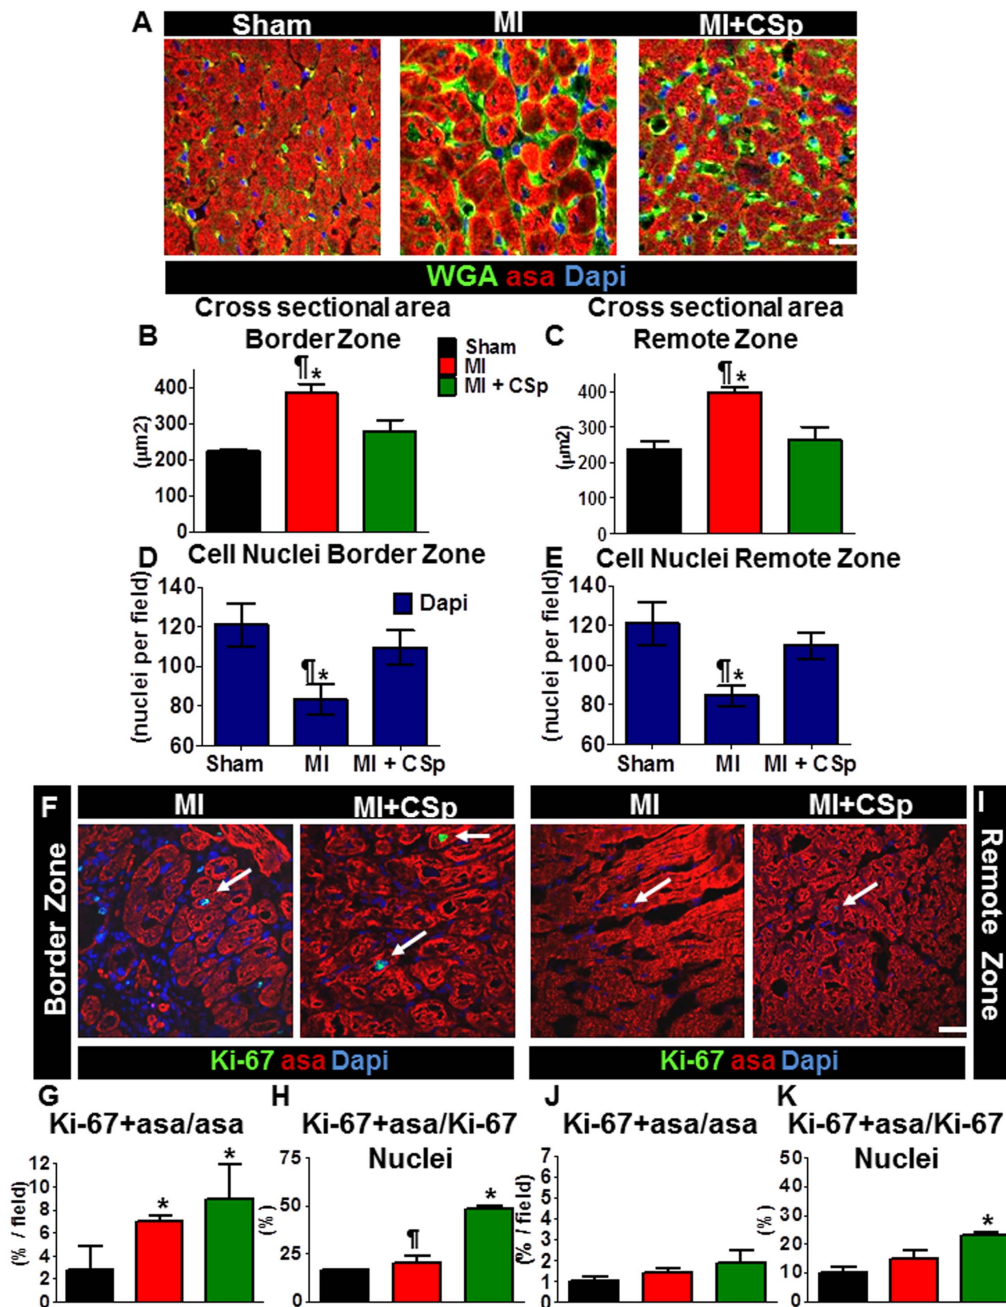 A
Sham
MI
MI+CSp
WGA asa Dapi
Cross sectional area
Border Zone
B
Sham
MI
MI + CSp
(µm2)
400
300
200
100
0
¶*
Cross sectional area
Remote Zone
C
(µm2)
400
300
200
100
0
¶*
D
Cell Nuclei Border Zone
(nuclei per field)
140
120
100
80
60
Dapi
¶*
Sham
MI
MI + CSp
E
Cell Nuclei Remote Zone
(nuclei per field)
140
120
100
80
60
¶*
Sham
MI
MI + CSp
F
Border Zone
MI
MI+CSp
Ki-67 asa Dapi
MI
MI+CSp
I
Remote Zone
Ki-67 asa Dapi
G
Ki-67+asa/asa
(% / field)
12
10
8
6
4
2
0
*
*
H
Ki-67+asa/Ki-67
Nuclei
(%)
75
50
25
0
¶
*
J
Ki-67+asa/asa
(% / field)
7
6
5
4
3
2
1
0
K
Ki-67+asa/Ki-67
Nuclei
(%)
50
40
30
20
10
0
*